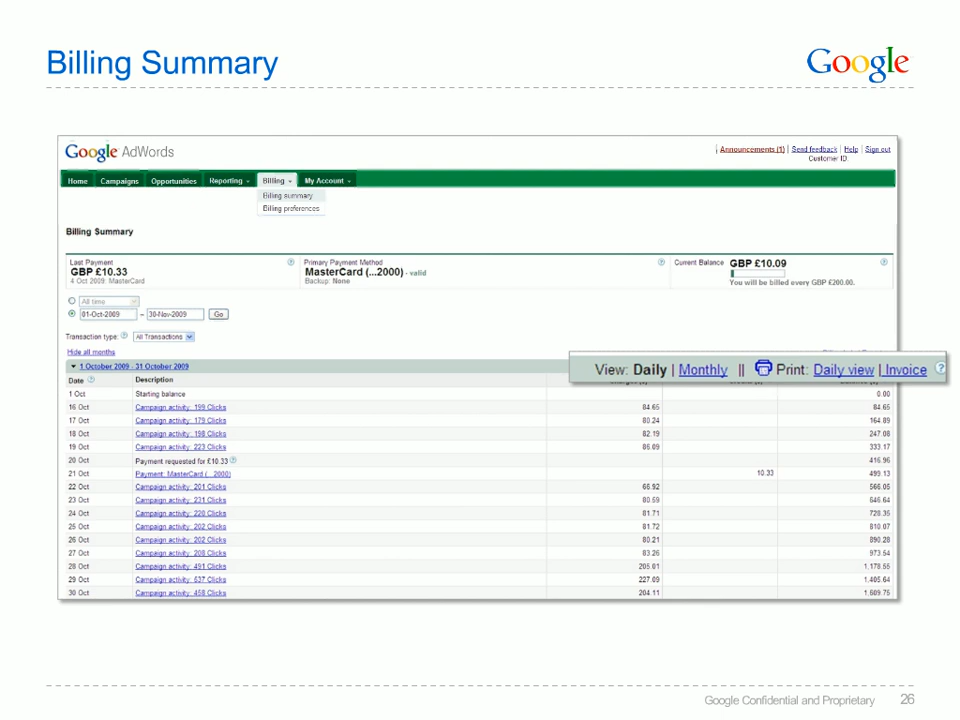 Billing Summary
Google
Google AdWords
Announcements (1) | Send feedback | Help | Sign out
Customer ID:
Home Campaigns Opportunities Reporting Billing My Account
Billing summary
Billing preferences
Billing Summary
Last Payment
GBP £10.33
4 Oct 2009: MasterCard
Primary Payment Method
MasterCard (...2000) - valid
Backup: None
Current Balance GBP £10.09
You will be billed every GBP £200.00.
All time
01-Oct-2009 – 30-Nov-2009 Go
Transaction type: All Transactions
Hide all months
1 October 2009 - 31 October 2009
View: Daily | Monthly || Print: Daily view | Invoice
Date Description
1 Oct Starting balance 0.00
16 Oct Campaign activity: 199 Clicks 84.65 84.65
17 Oct Campaign activity: 179 Clicks 80.24 164.89
18 Oct Campaign activity: 198 Clicks 82.19 247.08
19 Oct Campaign activity: 223 Clicks 86.09 333.17
20 Oct Payment requested for £10.33 416.96
21 Oct Payment: MasterCard (...2000) 10.33 499.13
22 Oct Campaign activity: 201 Clicks 66.92 566.05
23 Oct Campaign activity: 231 Clicks 80.59 646.64
24 Oct Campaign activity: 220 Clicks 81.71 728.35
25 Oct Campaign activity: 202 Clicks 81.72 810.07
26 Oct Campaign activity: 202 Clicks 80.21 890.28
27 Oct Campaign activity: 208 Clicks 83.26 973.54
28 Oct Campaign activity: 491 Clicks 205.01 1,178.55
29 Oct Campaign activity: 537 Clicks 227.09 1,405.64
30 Oct Campaign activity: 458 Clicks 204.11 1,609.75
Google Confidential and Proprietary 26